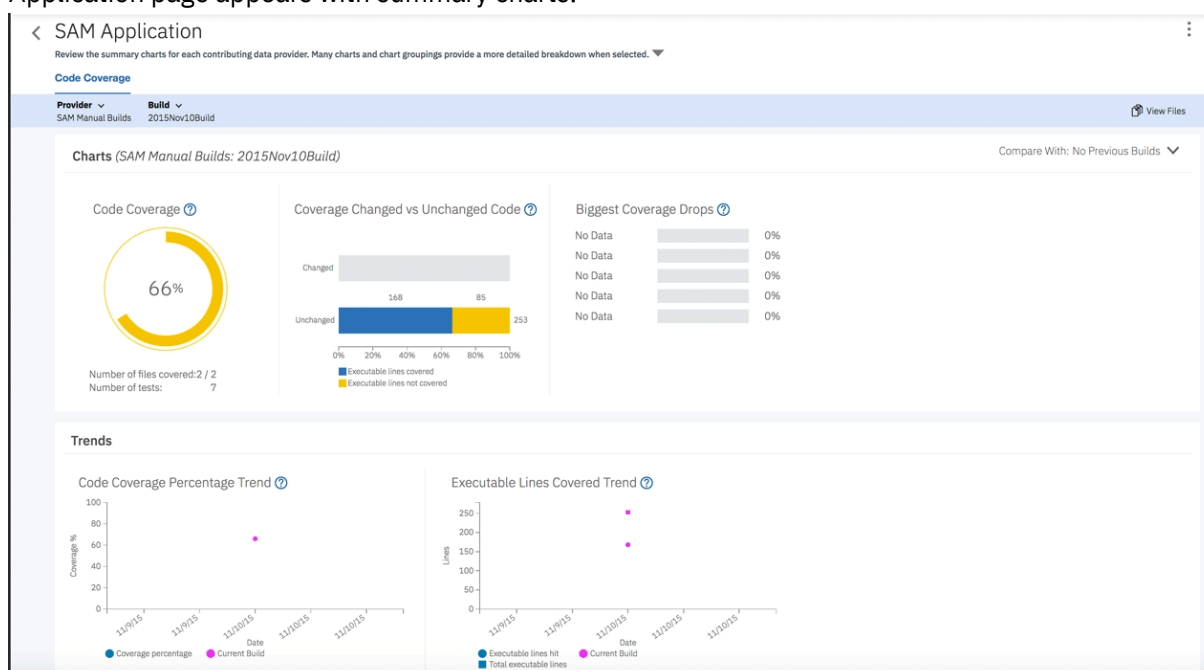 Application page appears with summary charts.
SAM Application
Review the summary charts for each contributing data provider. Many charts and chart groupings provide a more detailed breakdown when selected.
Code Coverage
Provider Build
SAM Manual Builds 2015Nov10Build
View Files
Charts (SAM Manual Builds: 2015Nov10Build)
Compare With: No Previous Builds
Code Coverage
66%
Number of files covered:2 / 2
Number of tests: 7
Coverage Changed vs Unchanged Code
Changed
168 85
Unchanged 253
0% 20% 40% 60% 80% 100%
Executable lines covered
Executable lines not covered
Biggest Coverage Drops
No Data 0%
No Data 0%
No Data 0%
No Data 0%
No Data 0%
Trends
Code Coverage Percentage Trend
Coverage %
100
80
60
40
20
0
11/9/15 11/9/15 11/10/15 11/10/15 11/10/15
Date
Coverage percentage Current Build
Executable Lines Covered Trend
Lines
250
200
150
100
50
0
11/9/15 11/9/15 11/10/15 11/10/15 11/10/15
Date
Executable lines hit Current Build
Total executable lines